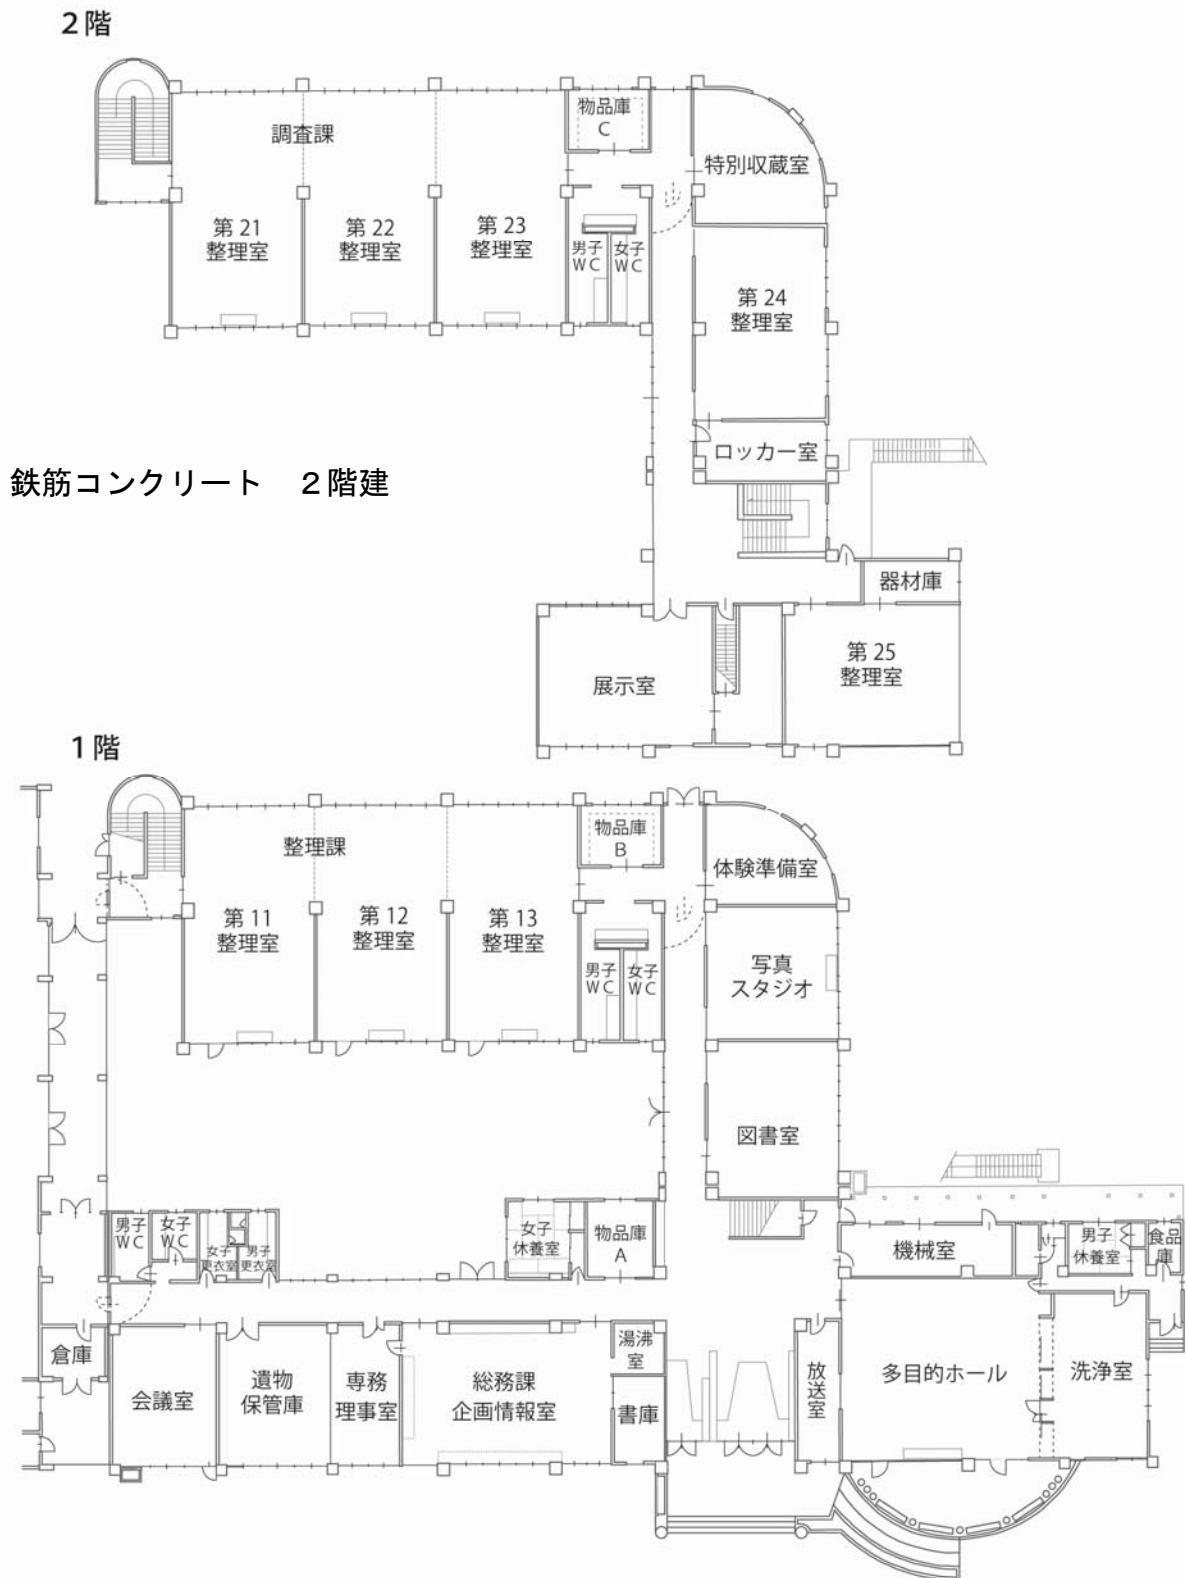 ２階
物品庫
C
調査課
特別収蔵室
第 21
整理室
第 22
整理室
第 23
整理室
男子
ＷＣ
女子
ＷＣ
第 24
整理室
ロッカー室
鉄筋コンクリート　２階建
器材庫
第 25
整理室
展示室
１階
物品庫
B
整理課
体験準備室
第 11
整理室
第 12
整理室
第 13
整理室
男子
ＷＣ
女子
ＷＣ
写真
スタジオ
図書室
男子
ＷＣ
女子
ＷＣ
女子
更衣室
男子
更衣室
女子
休養室
物品庫
A
機械室
男子
休養室
食品
庫
倉庫
会議室
遺物
保管庫
専務
理事室
総務課
企画情報室
湯沸
室
書庫
放
送
室
多目的ホール
洗浄室